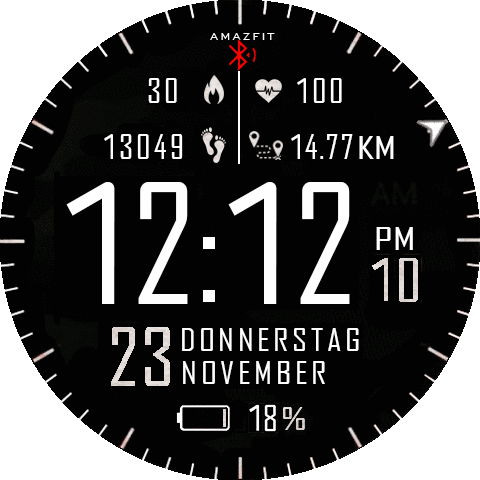 AMAZFIT
30 100
13049 14.77KM
12:12 PM
10
23 DONNERSTAG
NOVEMBER
18%